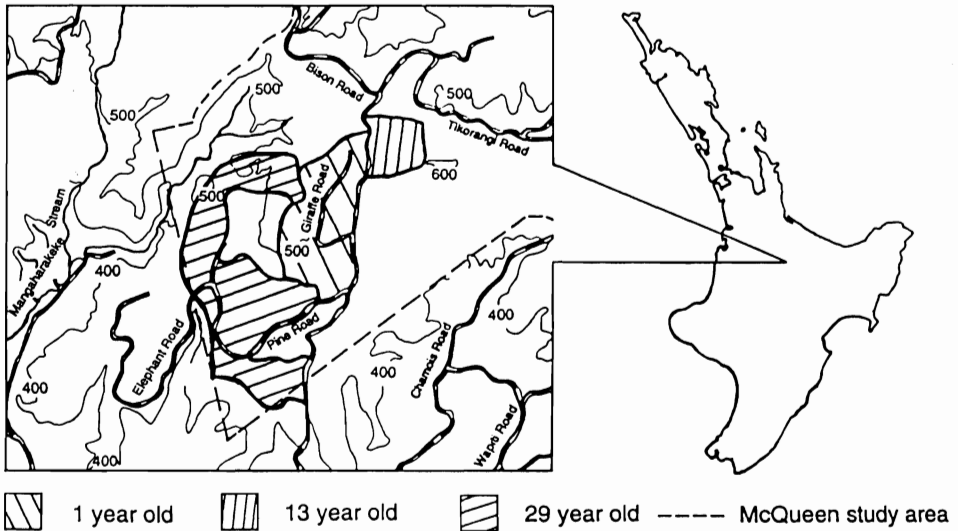 Bison Road
500
500
500
Tikorangi Road
600
500
Giraffe Road
500
Mangaharakeke Stream
400
400
Pine Road
Elephant Road
Chamois Road
400
400
400
Wapiti Road
1 year old
13 year old
29 year old
McQueen study area